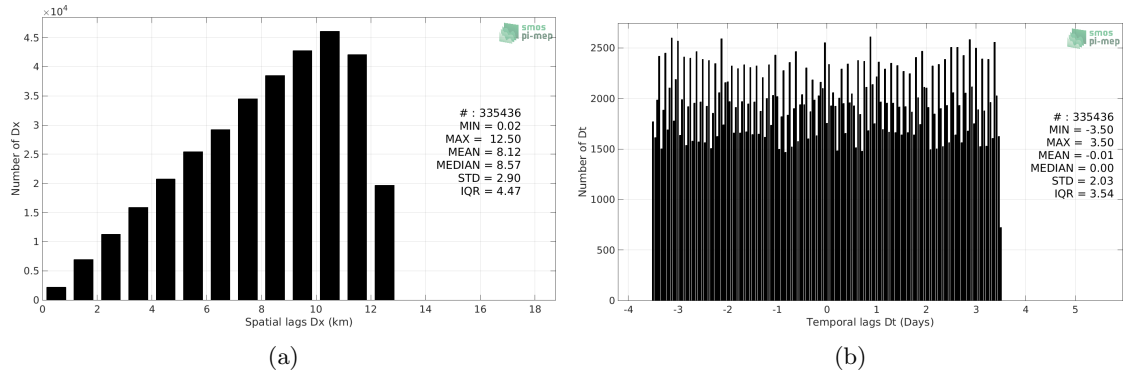 ×10⁴
4.5
4
3.5
3
2.5
2
1.5
1
0.5
0
Number of Dx
0 2 4 6 8 10 12 14 16 18
Spatial lags Dx (km)
smos
pi-mep
# : 335436
MIN = 0.02
MAX = 12.50
MEAN = 8.12
MEDIAN = 8.57
STD = 2.90
IQR = 4.47
(a)
2500
2000
1500
1000
500
0
Number of Dt
-4 -3 -2 -1 0 1 2 3 4 5
Temporal lags Dt (Days)
smos
pi-mep
# : 335436
MIN = -3.50
MAX = 3.50
MEAN = -0.01
MEDIAN = 0.00
STD = 2.03
IQR = 3.54
(b)